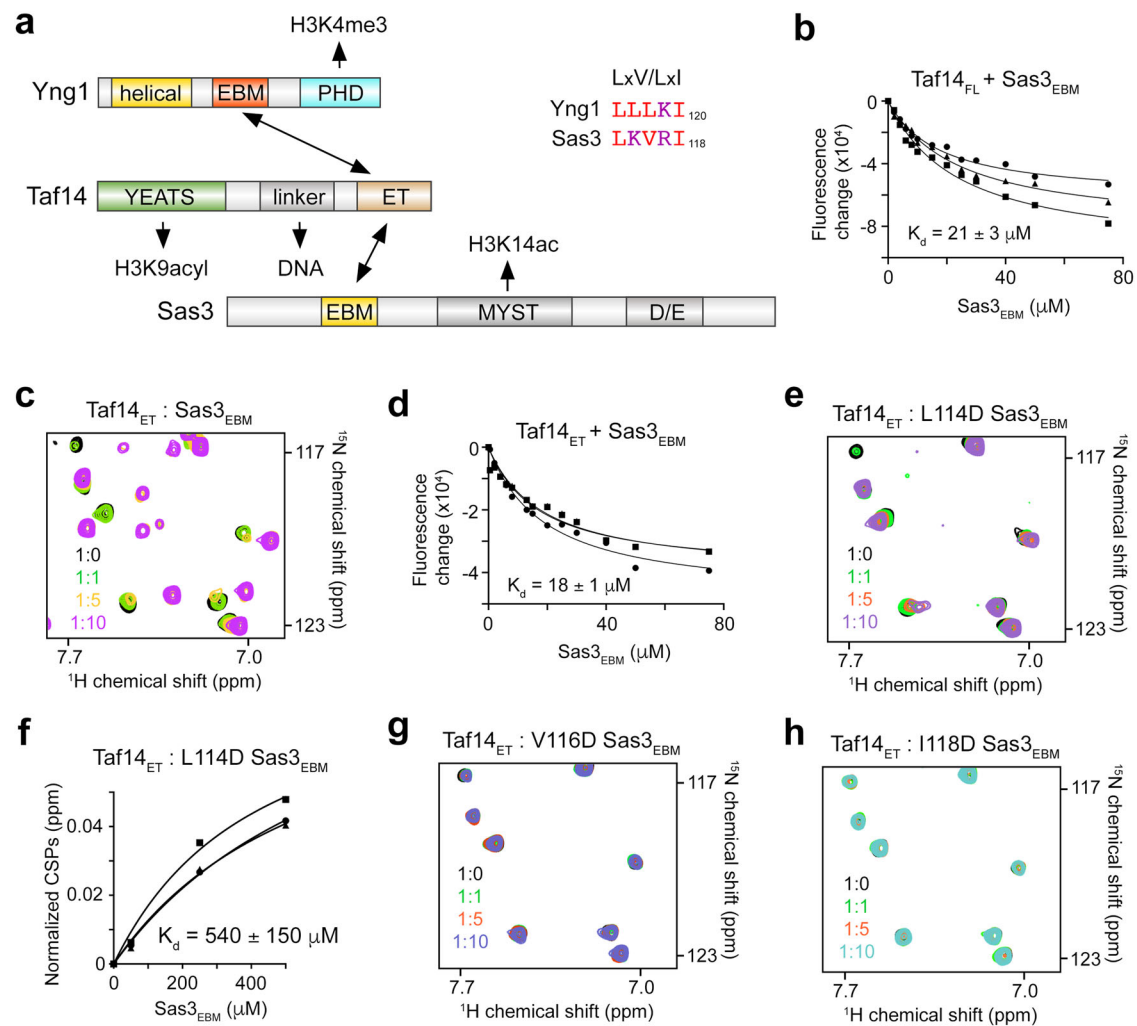 a
H3K4me3
Yng1
helical
EBM
PHD
LxV/LxI
Yng1 LLLKI120
Sas3 LKVRI118
Taf14
YEATS
linker
ET
H3K9acyl
DNA
H3K14ac
Sas3
EBM
MYST
D/E
b
Taf14FL + Sas3EBM
Fluorescence
change (x10⁴)
0
-4
-8
Kd = 21 ± 3 μM
0
40
80
Sas3EBM (μM)
c
Taf14ET : Sas3EBM
1:0
1:1
1:5
1:10
117
123
¹⁵N chemical shift (ppm)
7.7
7.0
¹H chemical shift (ppm)
d
Taf14ET + Sas3EBM
Fluorescence
change (x10⁴)
0
-2
-4
Kd = 18 ± 1 μM
0
40
80
Sas3EBM (μM)
e
Taf14ET : L114D Sas3EBM
1:0
1:1
1:5
1:10
117
123
¹⁵N chemical shift (ppm)
7.7
7.0
¹H chemical shift (ppm)
f
Taf14ET : L114D Sas3EBM
Normalized CSPs (ppm)
0.04
0.02
0
Kd = 540 ± 150 μM
0
200
400
Sas3EBM (μM)
g
Taf14ET : V116D Sas3EBM
1:0
1:1
1:5
1:10
117
123
¹⁵N chemical shift (ppm)
7.7
7.0
¹H chemical shift (ppm)
h
Taf14ET : I118D Sas3EBM
1:0
1:1
1:5
1:10
117
123
¹⁵N chemical shift (ppm)
7.7
7.0
¹H chemical shift (ppm)